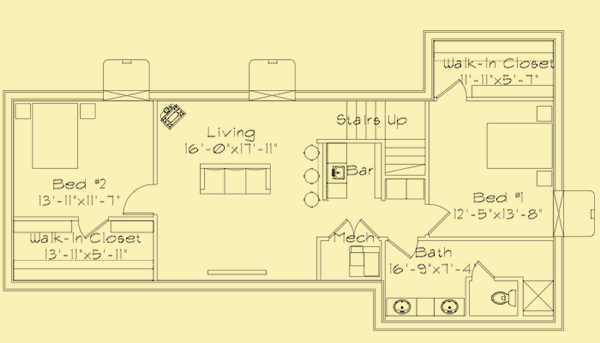 Walk-In Closet
11'-11"x5'-7"
Stairs Up
Living
16'-0"x17'-11"
Bar
Bed #2
13'-11"x11'-7"
Bed #1
12'-5"x13'-8"
Walk-In Closet
13'-11"x5'-11"
Mech
Bath
16'-9"x7'-4